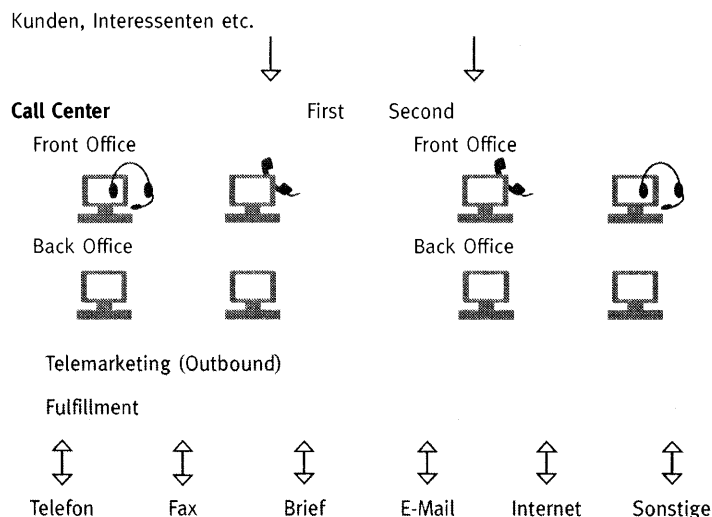 Kunden, Interessenten etc.
Call Center First Second
Front Office Front Office
Back Office Back Office
Telemarketing (Outbound)
Fulfillment
Telefon Fax Brief E-Mail Internet Sonstige